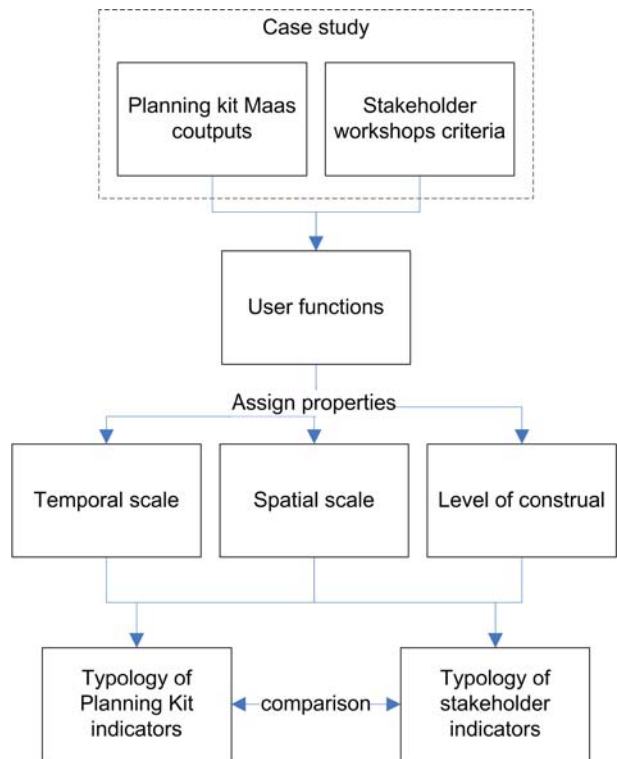 Case study
Planning kit Maas
coutputs
Stakeholder
workshops criteria
User functions
Assign properties
Temporal scale
Spatial scale
Level of construal
Typology of
Planning Kit
indicators
comparison
Typology of
stakeholder
indicators